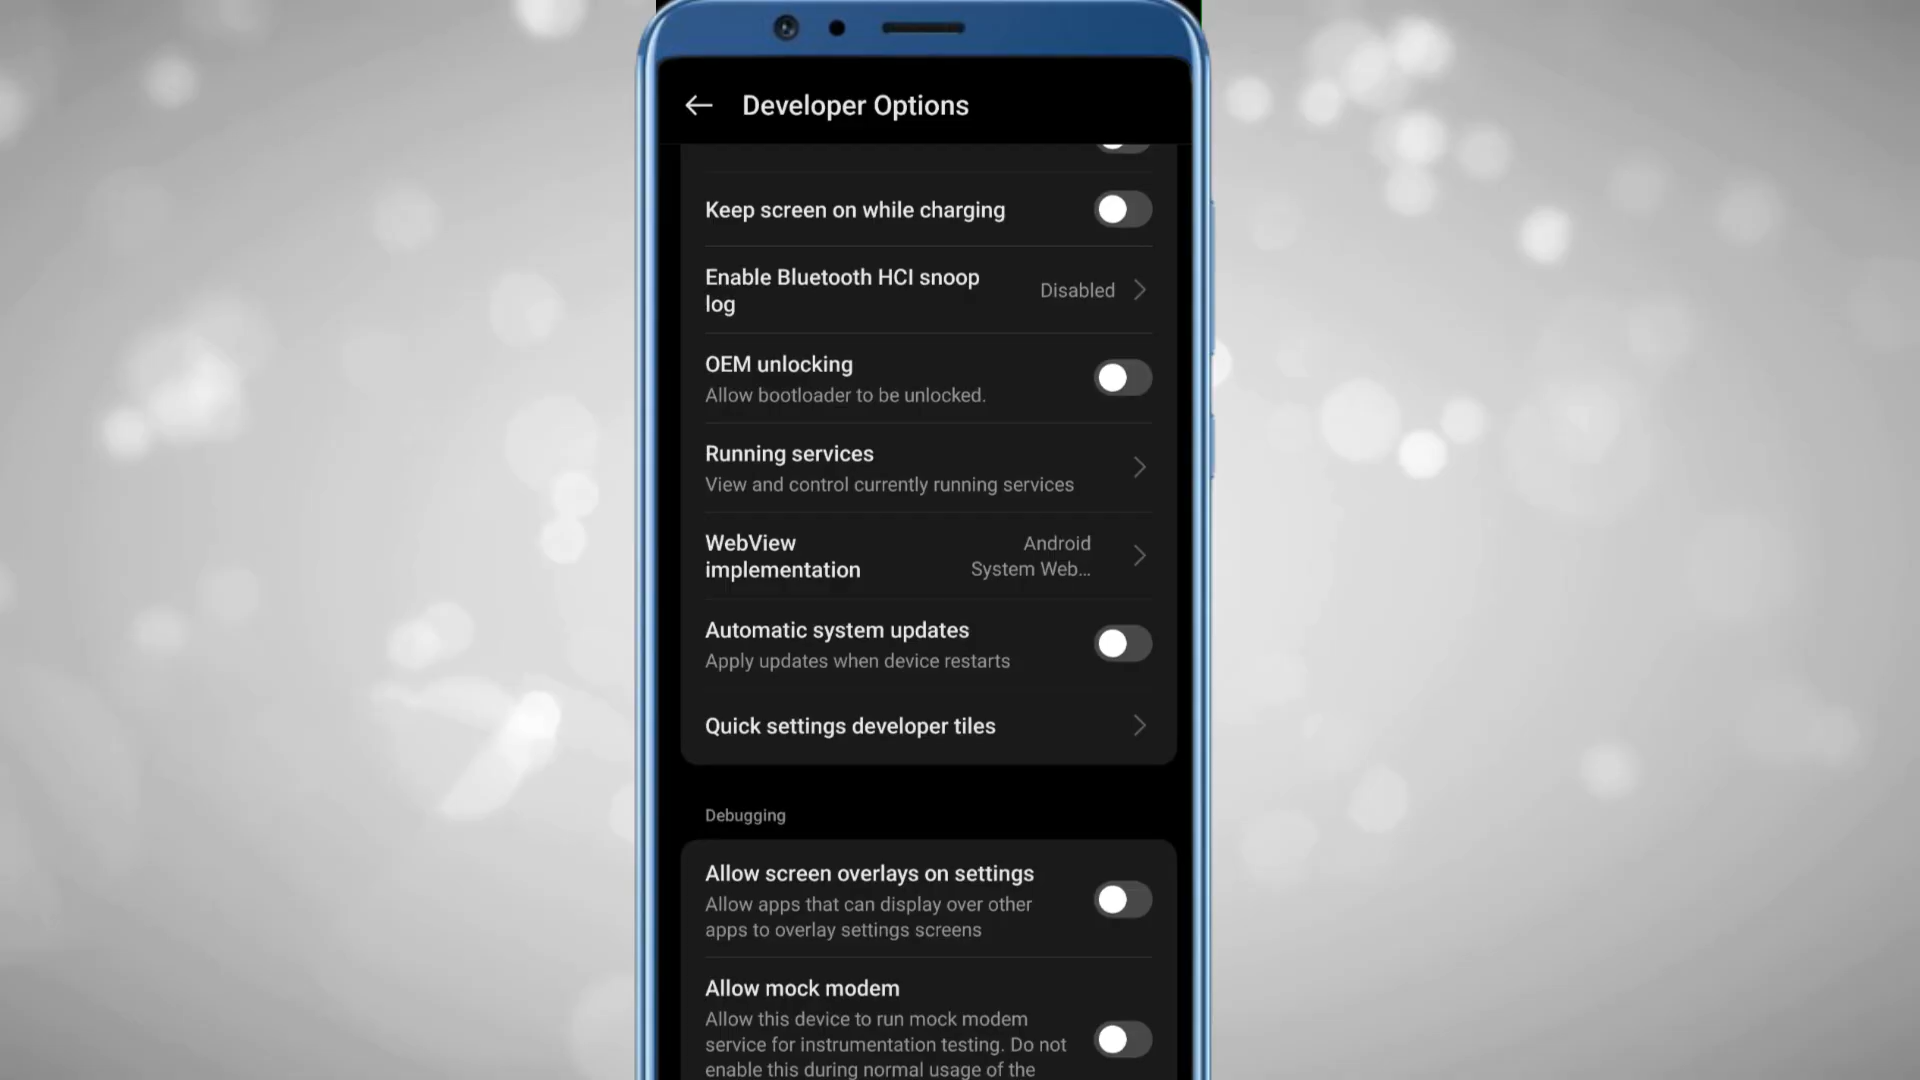 Developer Options
Keep screen on while charging
Enable Bluetooth HCI snoop
log
Disabled
OEM unlocking
Allow bootloader to be unlocked.
Running services
View and control currently running services
WebView
implementation
Android
System Web...
Automatic system updates
Apply updates when device restarts
Quick settings developer tiles
Debugging
Allow screen overlays on settings
Allow apps that can display over other
apps to overlay settings screens
Allow mock modem
Allow this device to run mock modem
service for instrumentation testing. Do not
enable this during normal usage of the